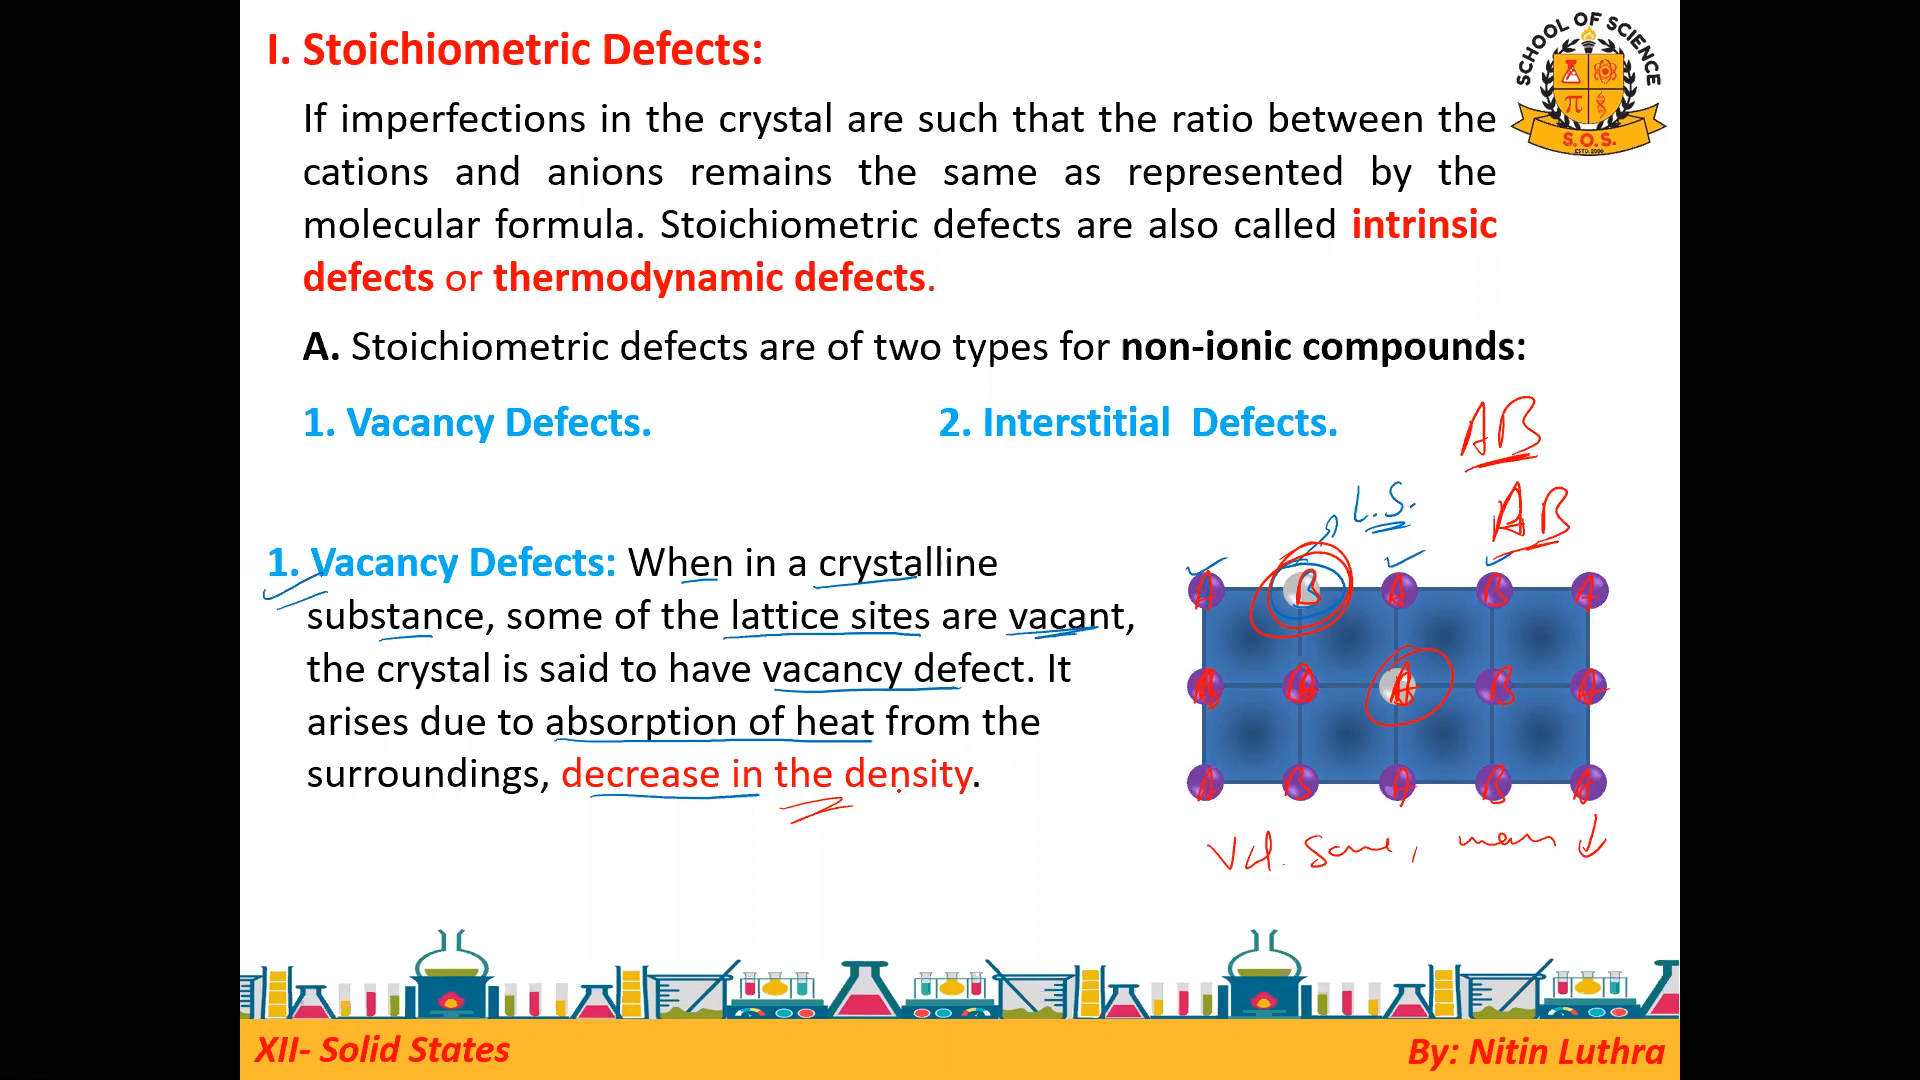 I. Stoichiometric Defects:
SCHOOL OF SCIENCE
π
S.O.S.
ESTD. 2006
If imperfections in the crystal are such that the ratio between the
cations and anions remains the same as represented by the
molecular formula. Stoichiometric defects are also called intrinsic
defects or thermodynamic defects.
A. Stoichiometric defects are of two types for non-ionic compounds:
1. Vacancy Defects. 2. Interstitial Defects.
AB
L.S. AB
1. Vacancy Defects: When in a crystalline
substance, some of the lattice sites are vacant,
the crystal is said to have vacancy defect. It
arises due to absorption of heat from the
surroundings, decrease in the density.
A B A B A
A B A B A
A B A B A
Vol. Same, mass ↓
XII- Solid States
By: Nitin Luthra